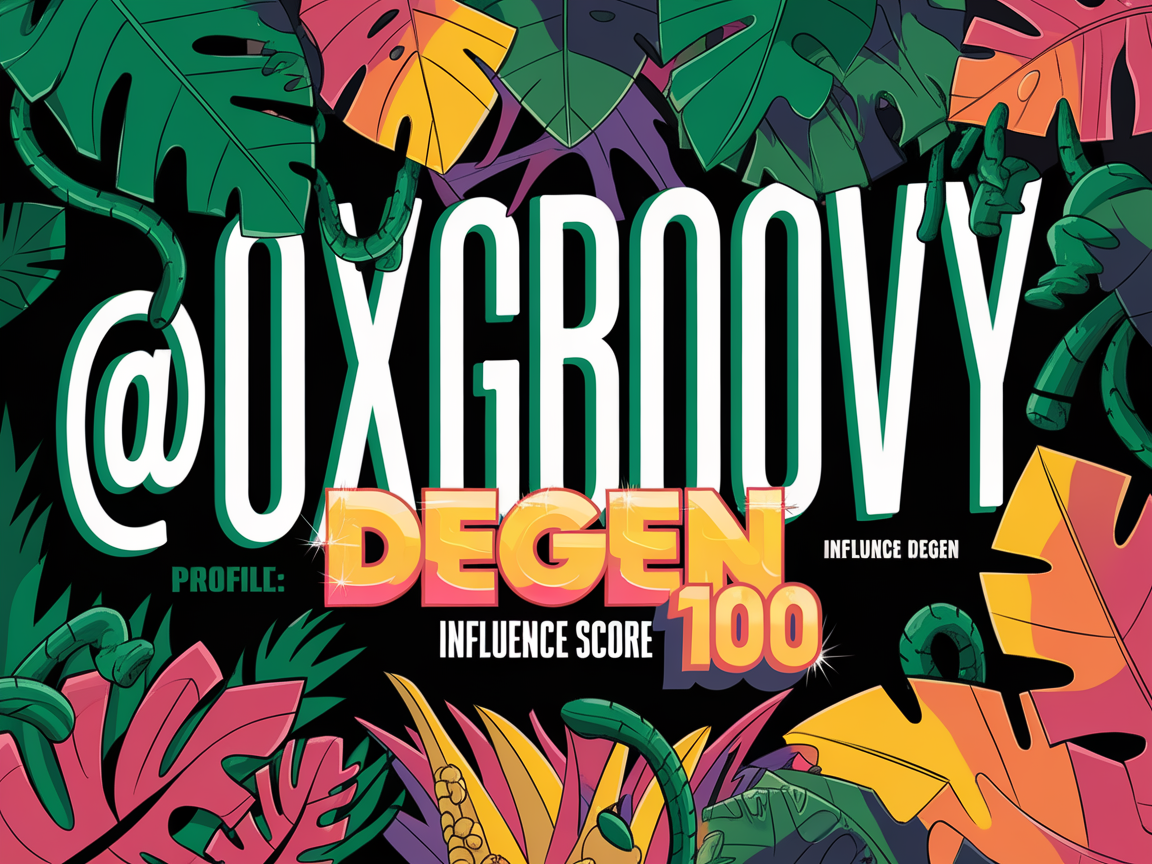 @0XGROOVY
DEGEN
INFLUNCE DEGEN
PROFILE:
INFLUENCE SCORE 100